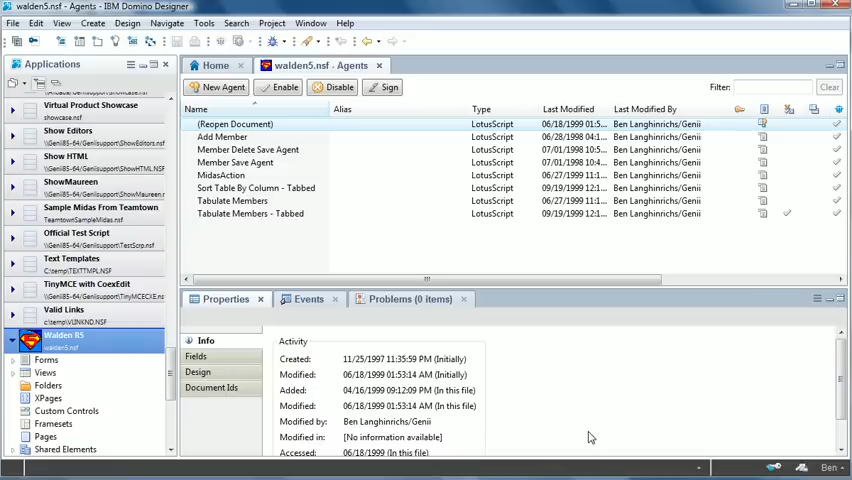 walden5.nsf - Agents - IBM Domino Designer
File Edit View Create Design Navigate Tools Search Project Window Help
Applications
Home
walden5.nsf - Agents
New Agent Enable Disable Sign
Filter: Clear
Name Alias Type Last Modified Last Modified By
(Reopen Document) LotusScript 06/18/1999 01:5... Ben Langhinrichs/Genii
Add Member LotusScript 06/28/1998 04:1... Ben Langhinrichs/Genii
Member Delete Save Agent LotusScript 07/01/1998 10:5... Ben Langhinrichs/Genii
Member Save Agent LotusScript 07/01/1998 10:4... Ben Langhinrichs/Genii
MidasAction LotusScript 06/27/1999 11:1... Ben Langhinrichs/Genii
Sort Table By Column - Tabbed LotusScript 09/19/1999 12:1... Ben Langhinrichs/Genii
Tabulate Members LotusScript 06/27/1999 11:1... Ben Langhinrichs/Genii
Tabulate Members - Tabbed LotusScript 09/19/1999 12:1... Ben Langhinrichs/Genii
Virtual Product Showcase
showcase.nsf
Show Editors
\\Genii85-64/Geniisupport\ShowEditors.nsf
Show HTML
\\Genii85-64/Geniisupport\ShowHTML.NSF
ShowMaureen
\\Genii85-64/Geniisupport\ShowMaureen.nsf
Sample Midas From Teamtown
TeamtownSampleMidas.nsf
Official Test Script
\\Genii85-64/Geniisupport\TestScrp.nsf
Text Templates
C:\temp\TEXTTMPL.NSF
TinyMCE with CoexEdit
\\Genii85-64/Geniisupport\TinyMCECXE.nsf
Valid Links
c:\temp\VLINKND.NSF
Walden R5
walden5.nsf
Forms
Views
Folders
XPages
Custom Controls
Framesets
Pages
Shared Elements
Properties
Events
Problems (0 items)
Info
Fields
Design
Document Ids
Activity
Created: 11/25/1997 11:35:59 PM (Initially)
Modified: 06/18/1999 01:53:14 AM (Initially)
Added: 04/16/1999 09:12:09 PM (In this file)
Modified: 06/18/1999 01:53:14 AM (In this file)
Modified by: Ben Langhinrichs/Genii
Modified in: [No information available]
Accessed: 06/18/1999 (In this file)
Ben